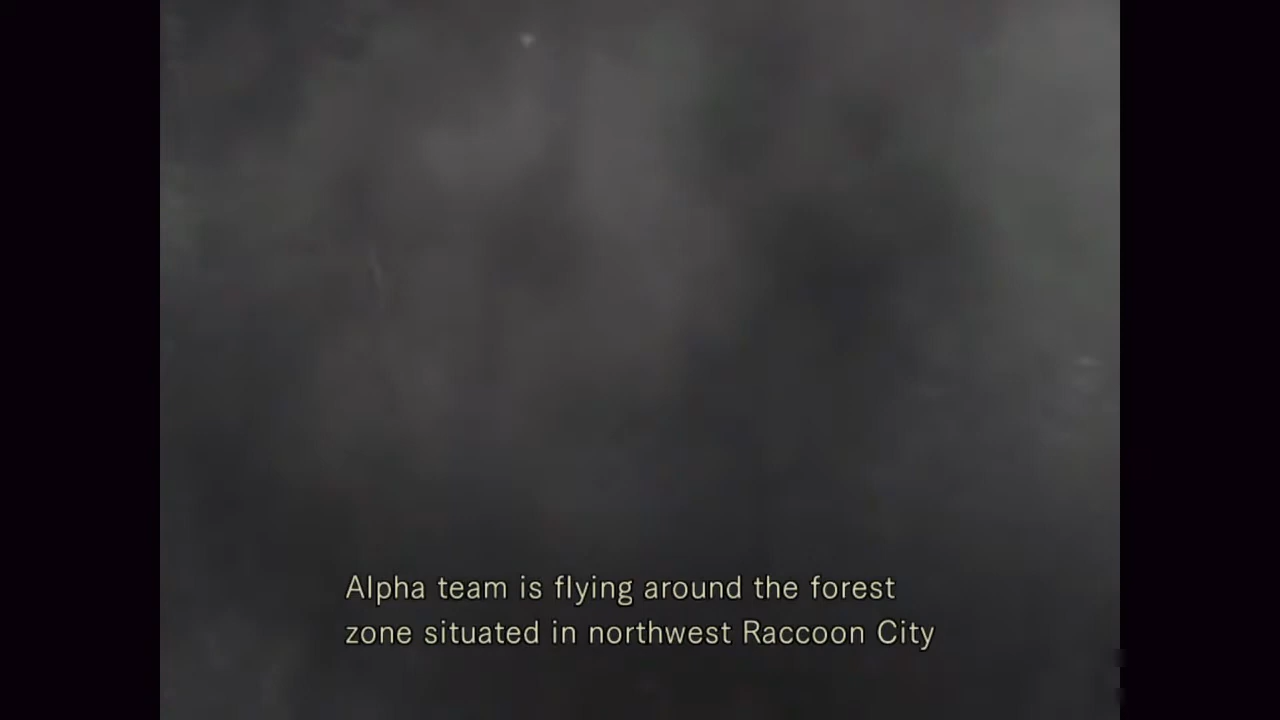 Alpha team is flying around the forest
zone situated in northwest Raccoon City